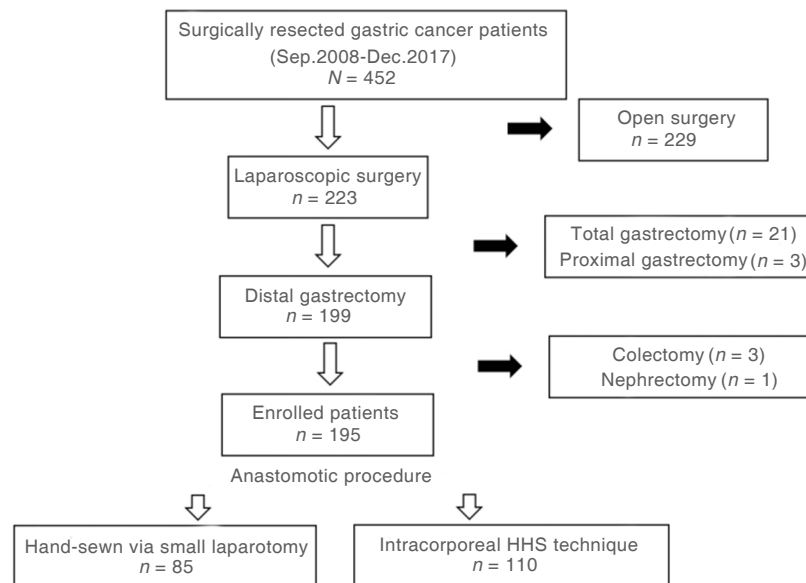 Surgically resected gastric cancer patients
(Sep.2008-Dec.2017)
N = 452
Open surgery
n = 229
Laparoscopic surgery
n = 223
Total gastrectomy (n = 21)
Proximal gastrectomy (n = 3)
Distal gastrectomy
n = 199
Colectomy (n = 3)
Nephrectomy (n = 1)
Enrolled patients
n = 195
Anastomotic procedure
Hand-sewn via small laparotomy
n = 85
Intracorporeal HHS technique
n = 110